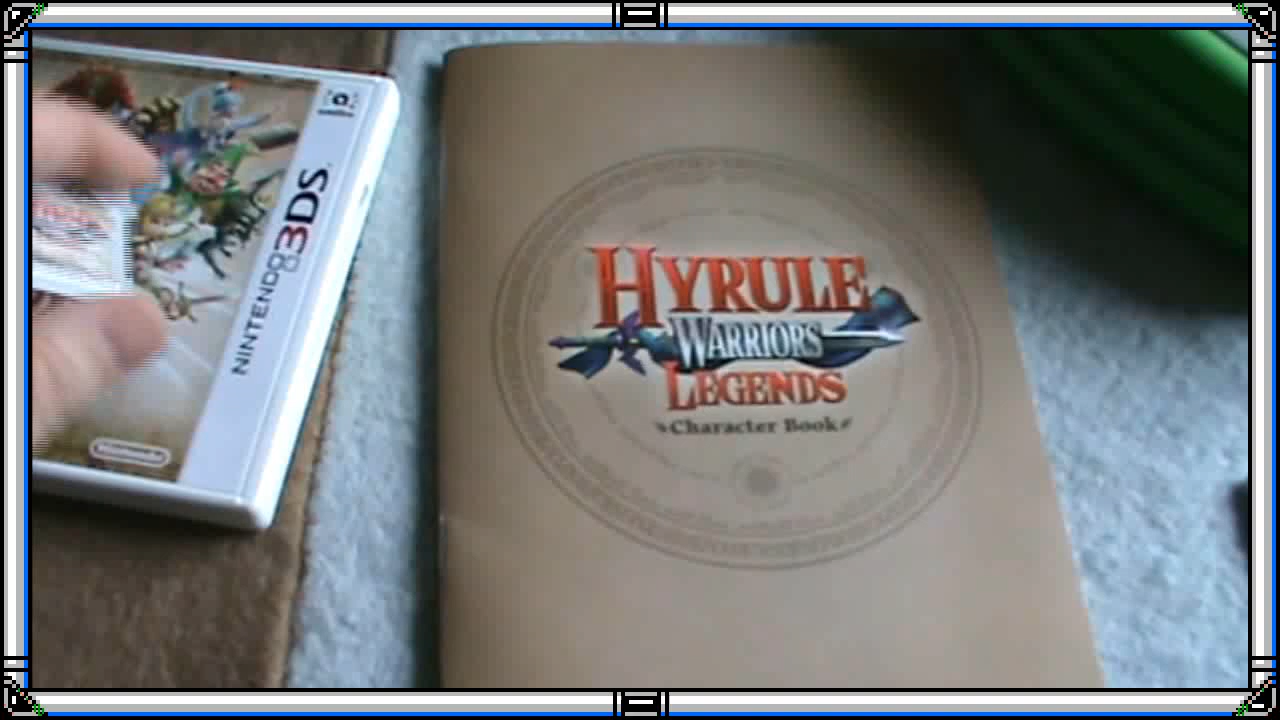 NINTENDO 3DS
HYRULE
WARRIORS
LEGENDS
Character Book